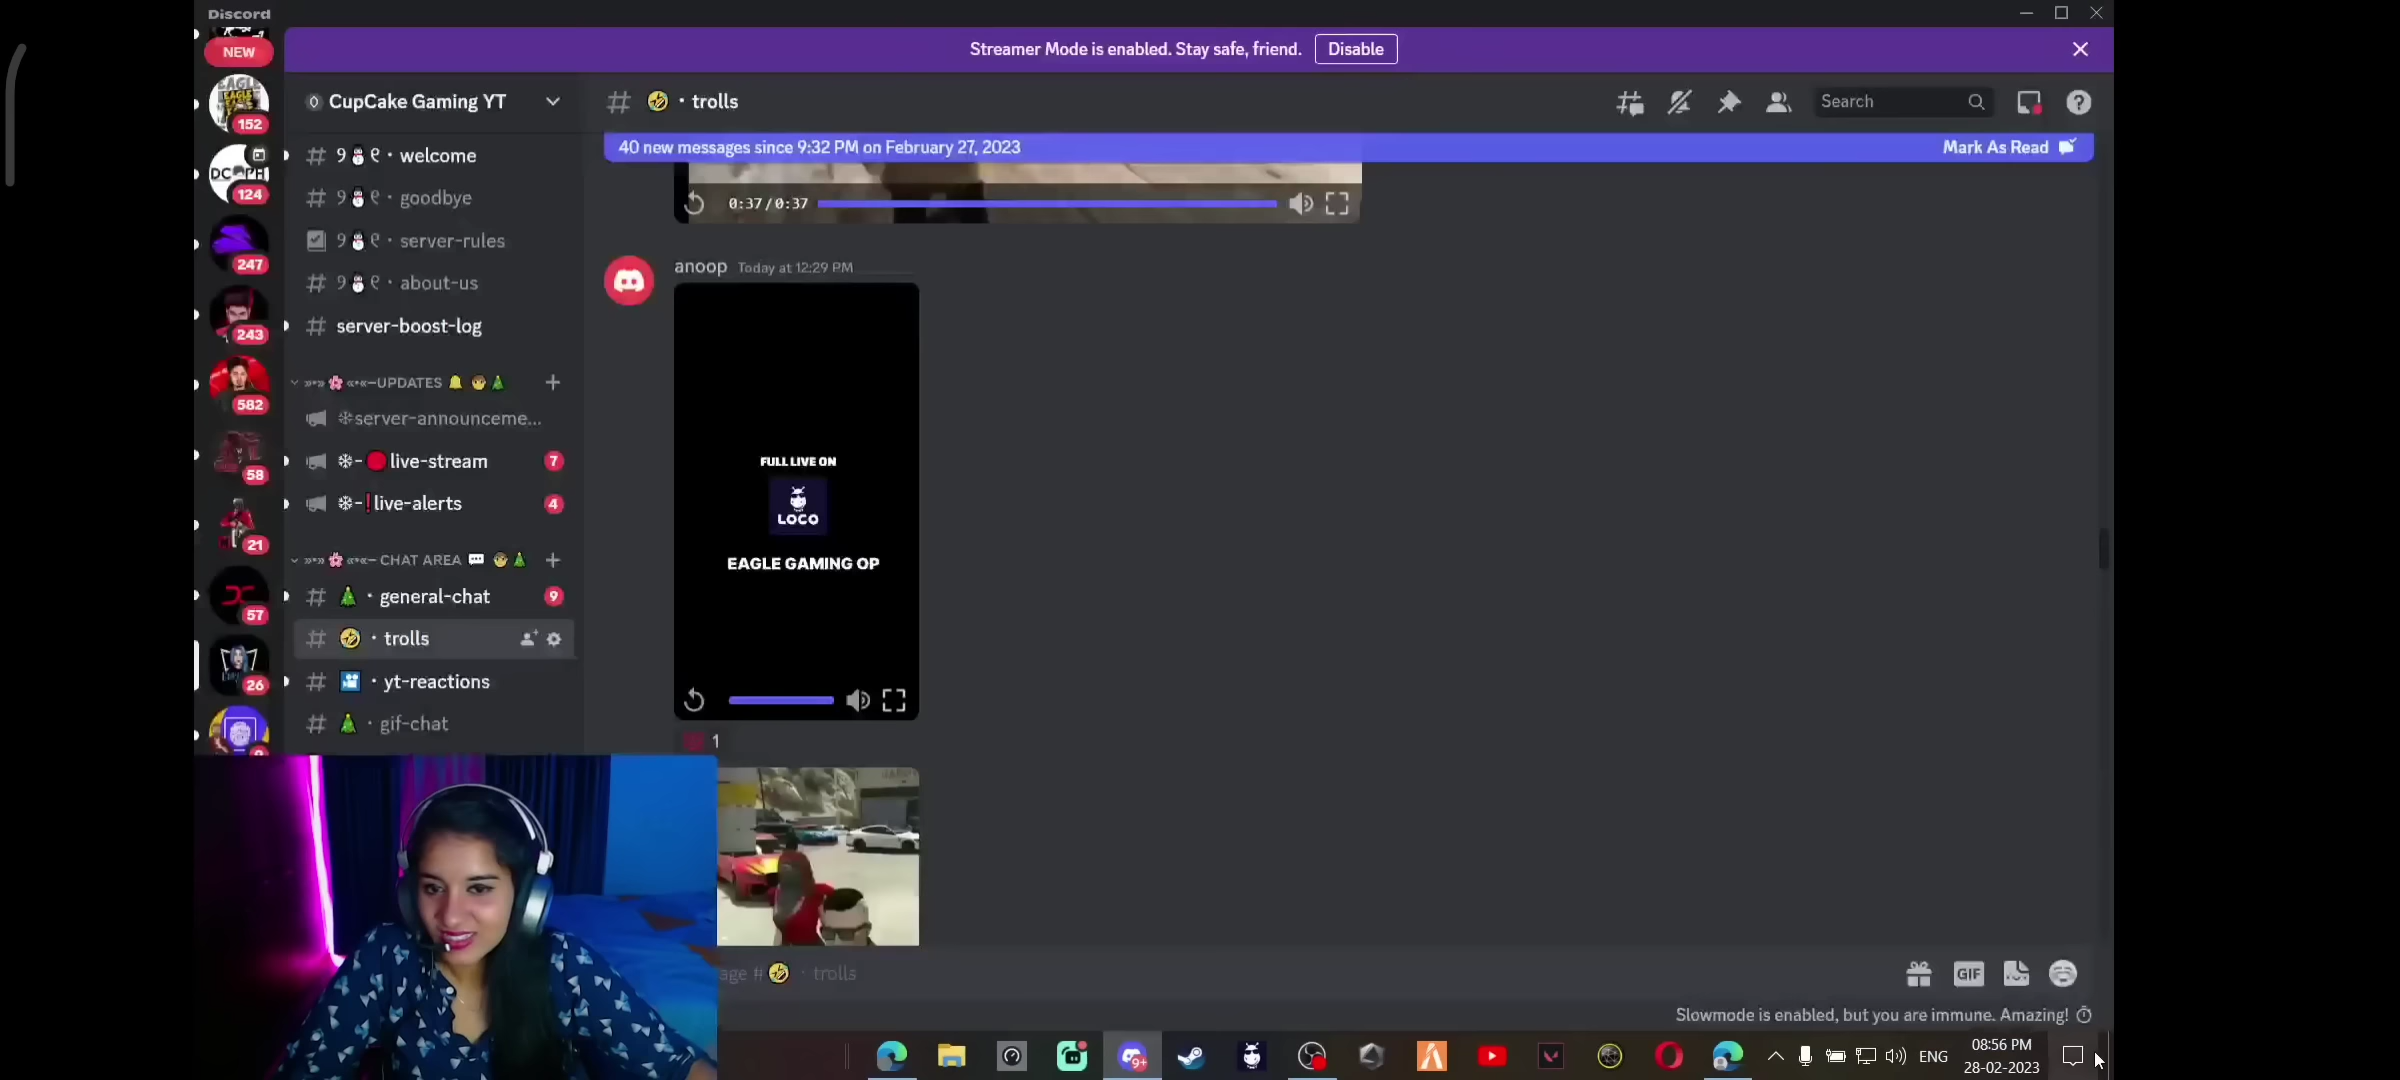 Discord
NEW
Streamer Mode is enabled. Stay safe, friend. Disable
152
124
247
243
582
58
21
57
26
CupCake Gaming YT
welcome
goodbye
server-rules
about-us
server-boost-log
UPDATES
server-announceme...
live-stream 7
live-alerts 4
CHAT AREA
general-chat 9
trolls
yt-reactions
gif-chat
trolls
Search
40 new messages since 9:32 PM on February 27, 2023
Mark As Read
0:37 / 0:37
anoop Today at 12:29 PM
FULL LIVE ON
LOCO
EAGLE GAMING OP
1
age # trolls
GIF
Slowmode is enabled, but you are immune. Amazing!
9+
ENG
08:56 PM
28-02-2023